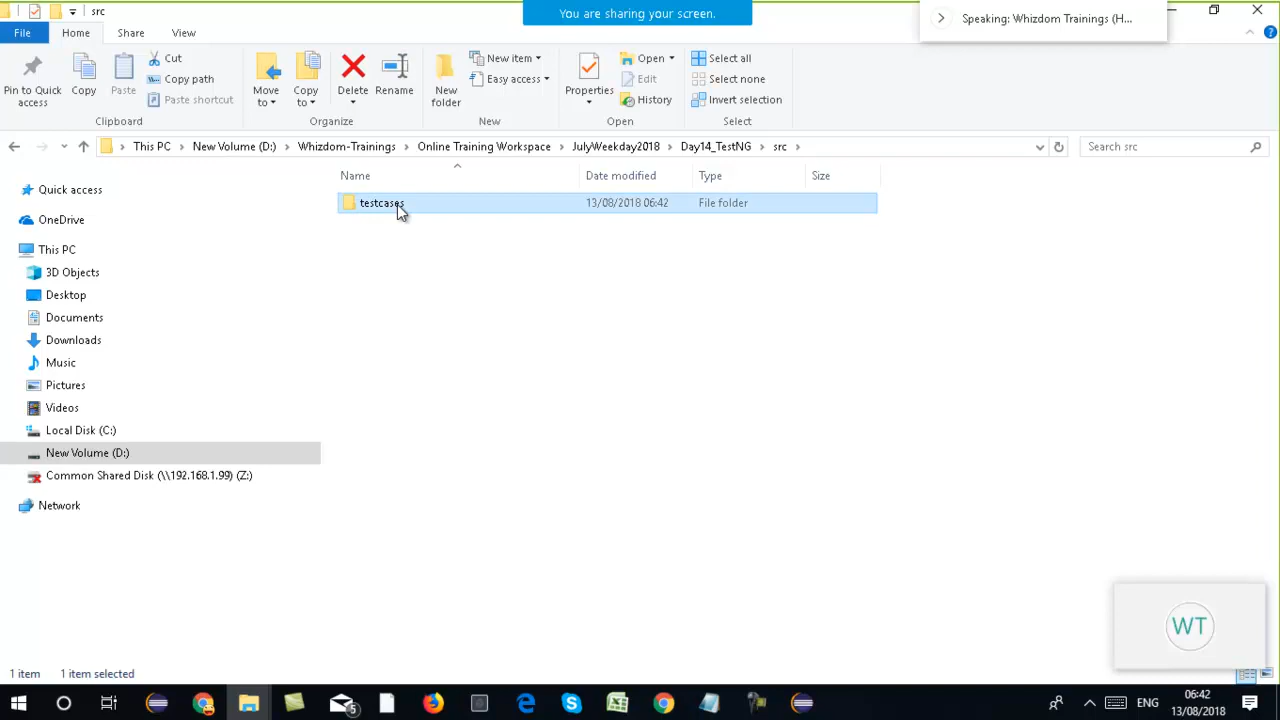 src
You are sharing your screen.
Speaking: Whizdom Trainings (H...
File Home Share View
Pin to Quick access
Copy
Paste
Cut
Copy path
Paste shortcut
Clipboard
Move to
Copy to
Delete
Rename
Organize
New folder
New item
Easy access
New
Properties
Open
Edit
History
Open
Select all
Select none
Invert selection
Select
This PC New Volume (D:) Whizdom-Trainings Online Training Workspace JulyWeekday2018 Day14_TestNG src
Search src
Name Date modified Type Size
testcases 13/08/2018 06:42 File folder
Quick access
OneDrive
This PC
3D Objects
Desktop
Documents
Downloads
Music
Pictures
Videos
Local Disk (C:)
New Volume (D:)
Common Shared Disk (\\192.168.1.99) (Z:)
Network
WT
1 item 1 item selected
5
ENG
06:42
13/08/2018